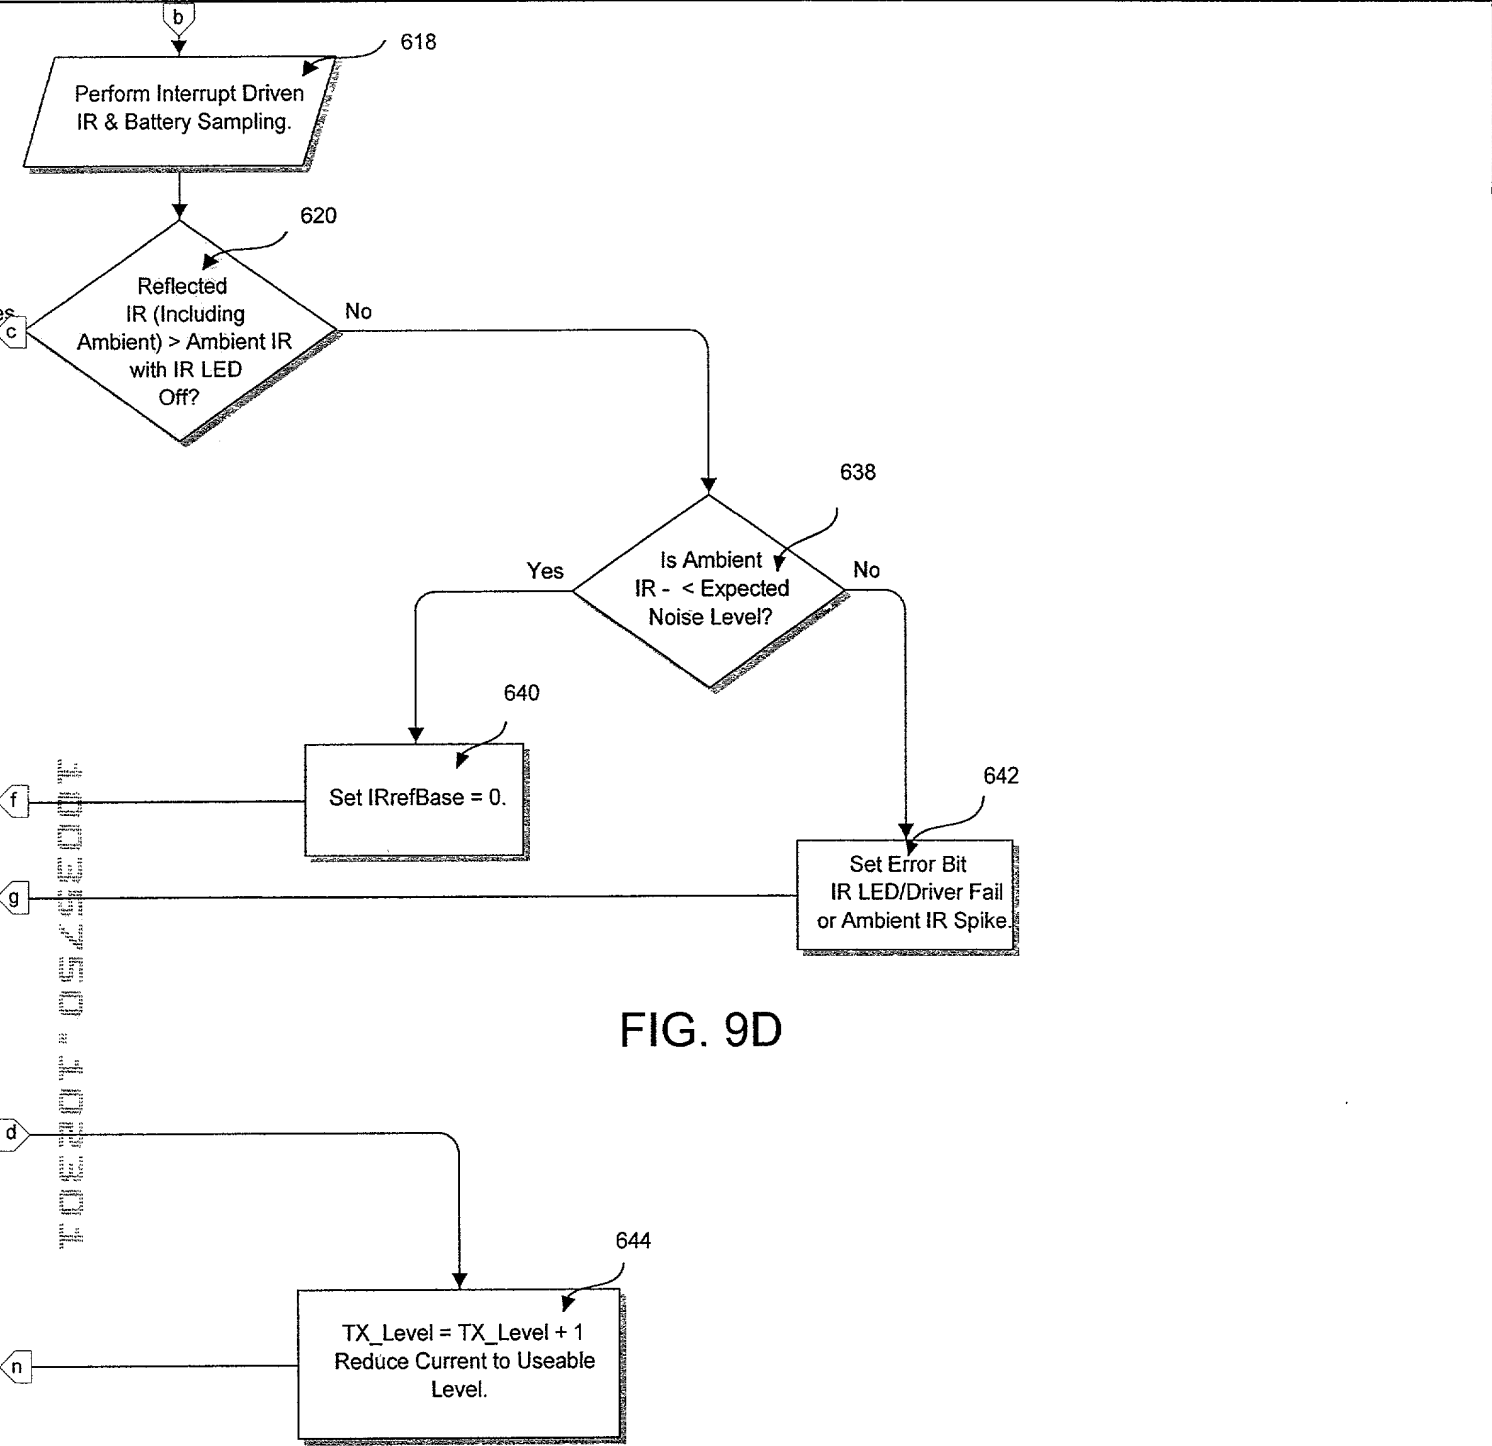 b
618
Perform Interrupt Driven
IR & Battery Sampling.
620
Reflected
IR (Including
Ambient) > Ambient IR
with IR LED
Off?
es
c
No
638
Is Ambient
IR - < Expected
Noise Level?
Yes
No
640
Set IRrefBase = 0.
f
642
Set Error Bit
IR LED/Driver Fail
or Ambient IR Spike.
g
FIG. 9D
d
644
TX_Level = TX_Level + 1
Reduce Current to Useable
Level.
n